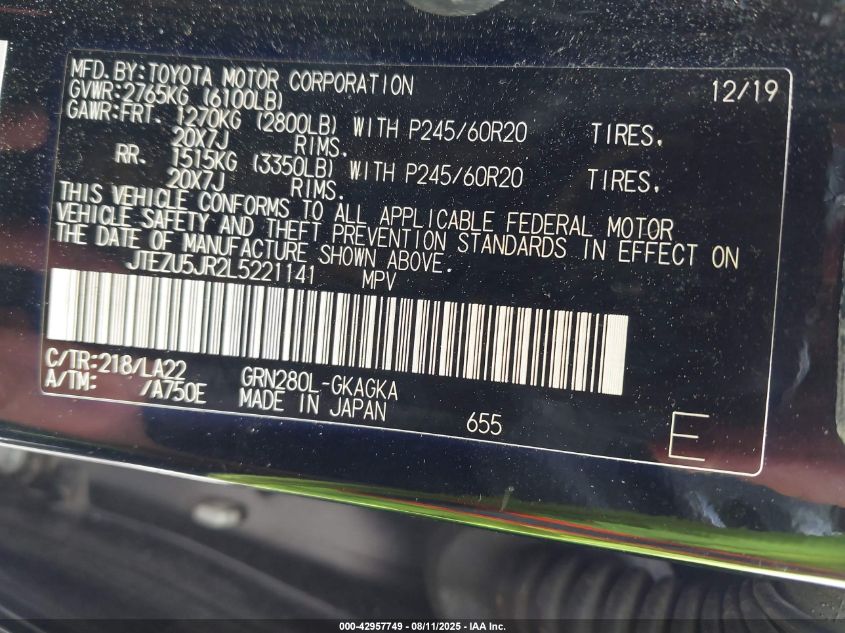 MFD. BY: TOYOTA MOTOR CORPORATION 12/19
GVWR: 2765KG (6100LB)
GAWR: FRT. 1270KG (2800LB) WITH P245/60R20 TIRES.
20X7J RIMS.
RR. 1515KG (3350LB) WITH P245/60R20 TIRES.
20X7J RIMS.
THIS VEHICLE CONFORMS TO ALL APPLICABLE FEDERAL MOTOR
VEHICLE SAFETY AND THEFT PREVENTION STANDARDS IN EFFECT ON
THE DATE OF MANUFACTURE SHOWN ABOVE.
JTEZU5JR2L5221141 MPV
C/TR: 218/LA22 GRN280L-GKAGKA
A/TM: /A750E MADE IN JAPAN 655 E
000-42957749 - 08/11/2025 - IAA Inc.